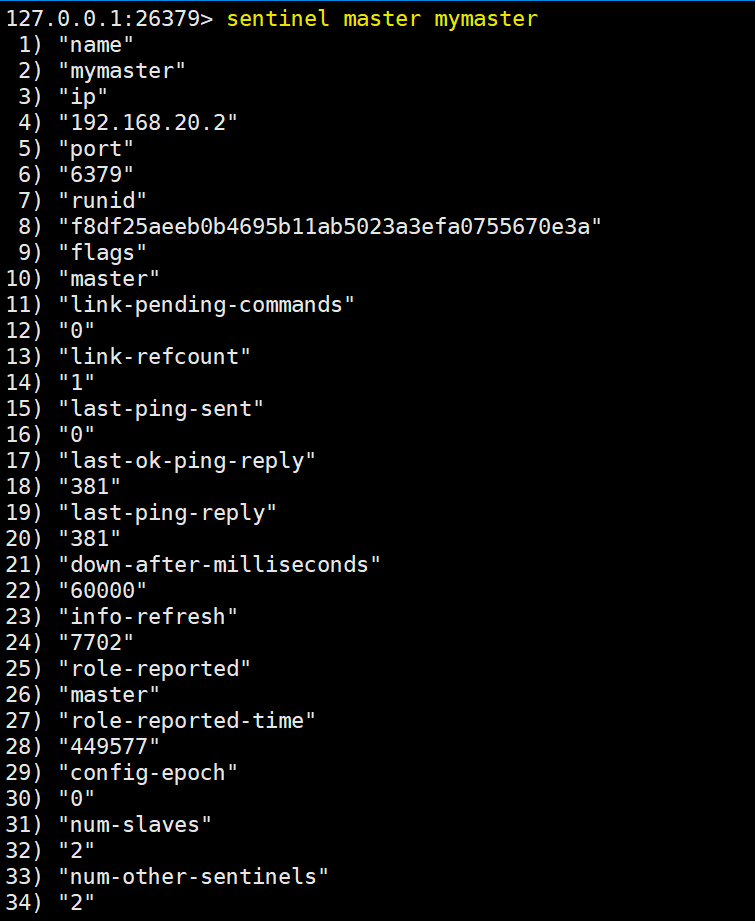 127.0.0.1:26379> sentinel master mymaster
 1) "name"
 2) "mymaster"
 3) "ip"
 4) "192.168.20.2"
 5) "port"
 6) "6379"
 7) "runid"
 8) "f8df25aeeb0b4695b11ab5023a3efa0755670e3a"
 9) "flags"
10) "master"
11) "link-pending-commands"
12) "0"
13) "link-refcount"
14) "1"
15) "last-ping-sent"
16) "0"
17) "last-ok-ping-reply"
18) "381"
19) "last-ping-reply"
20) "381"
21) "down-after-milliseconds"
22) "60000"
23) "info-refresh"
24) "7702"
25) "role-reported"
26) "master"
27) "role-reported-time"
28) "449577"
29) "config-epoch"
30) "0"
31) "num-slaves"
32) "2"
33) "num-other-sentinels"
34) "2"